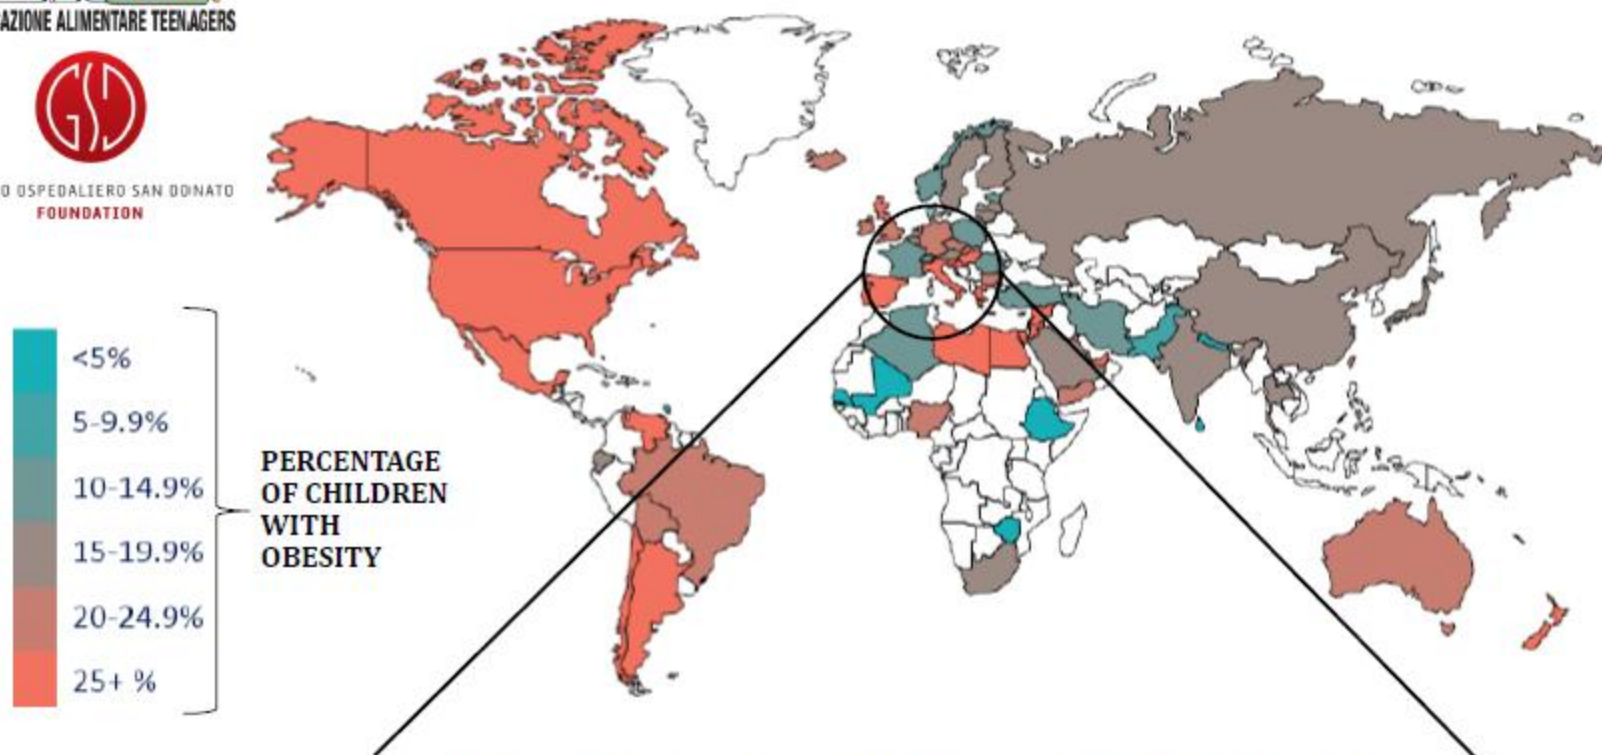 AZIONE ALIMENTARE TEENAGERS
GSD
O OSPEDALIERO SAN DONATO
FOUNDATION
<5%
5-9.9%
10-14.9%
15-19.9%
20-24.9%
25+ %
PERCENTAGE
OF CHILDREN
WITH
OBESITY